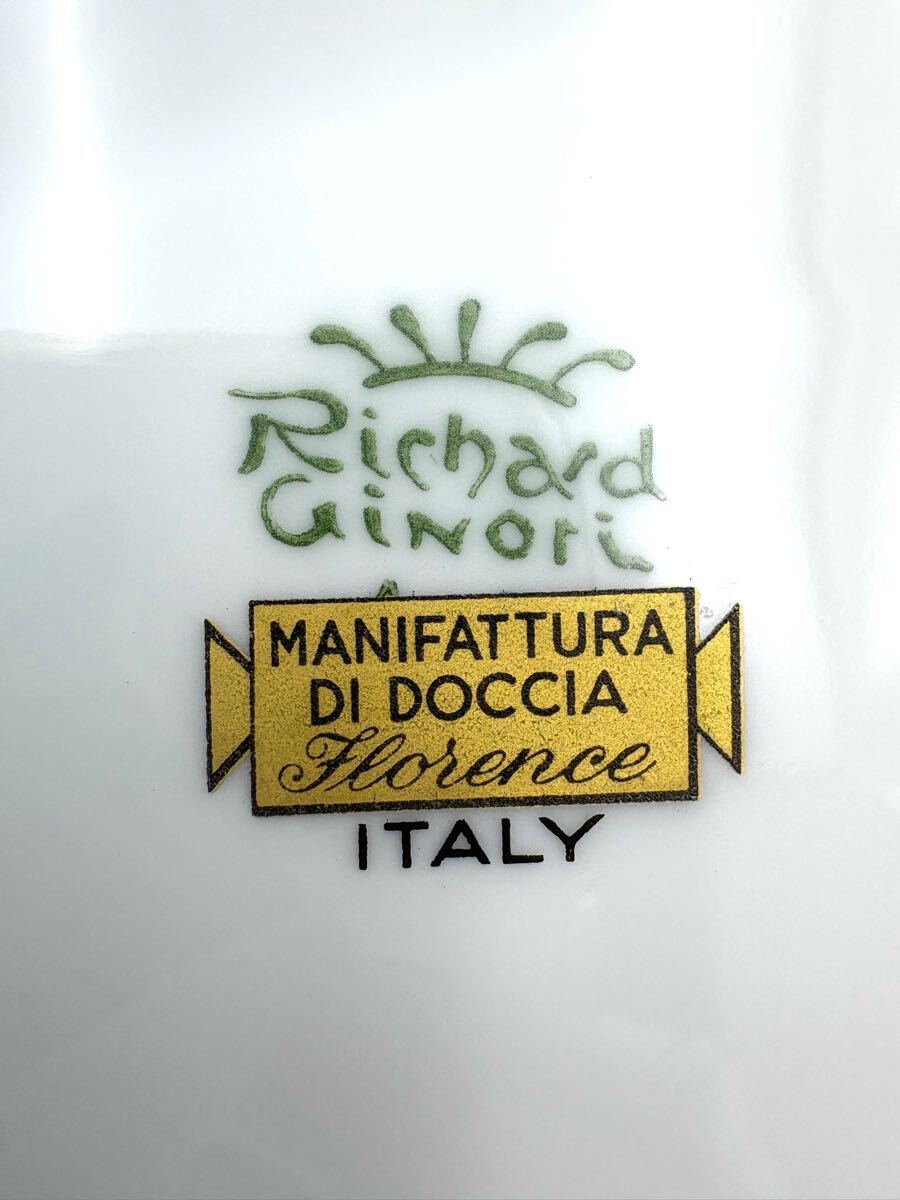 Richard
Ginori
MANIFATTURA
DI DOCCIA
Florence
ITALY